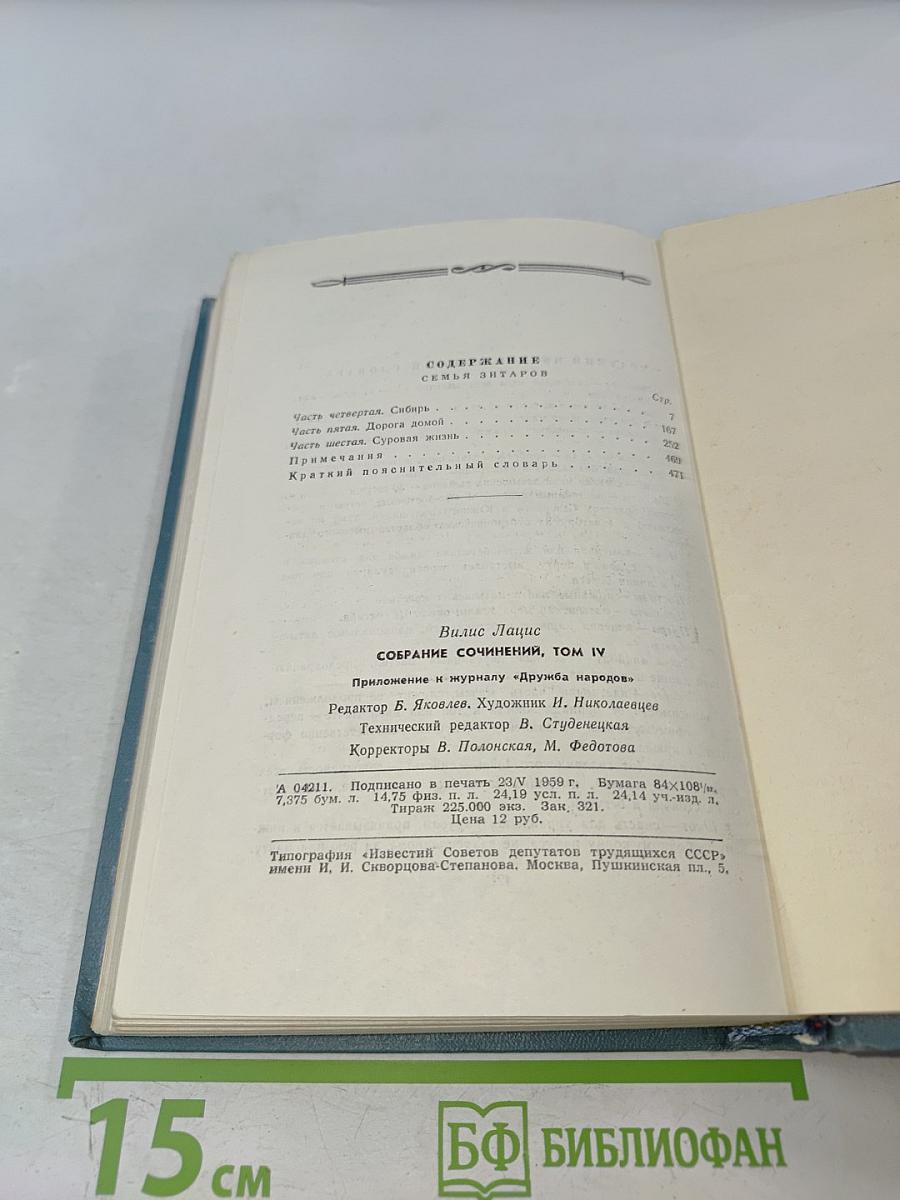 СОДЕРЖАНИЕ
СЕМЬЯ ЗИТАРОВ
Стр.
Часть четвертая. Сибирь . . . . . . . . . . . . . . 7
Часть пятая. Дорога домой . . . . . . . . . . . . . 167
Часть шестая. Суровая жизнь . . . . . . . . . . . . 252
Примечания . . . . . . . . . . . . . . . . . 469
Краткий пояснительный словарь . . . . . . 471
Вилис Лацис
СОБРАНИЕ СОЧИНЕНИЙ, ТОМ IV
Приложение к журналу «Дружба народов»
Редактор Б. Яковлев. Художник И. Николаевцев
Технический редактор В. Студенецкая
Корректоры В. Полонская, М. Федотова
А 04211. Подписано в печать 23/V 1959 г. Бумага 84×108¹/₃₂.
7,375 бум. л. 14,75 физ. п. л. 24,19 усл. п. л. 24,14 уч.-изд. л.
Тираж 225.000 экз. Зак. 321.
Цена 12 руб.
Типография «Известий Советов депутатов трудящихся СССР»
имени И. И. Скворцова-Степанова. Москва, Пушкинская пл., 5.
15 см
БФ БИБЛИОФАН